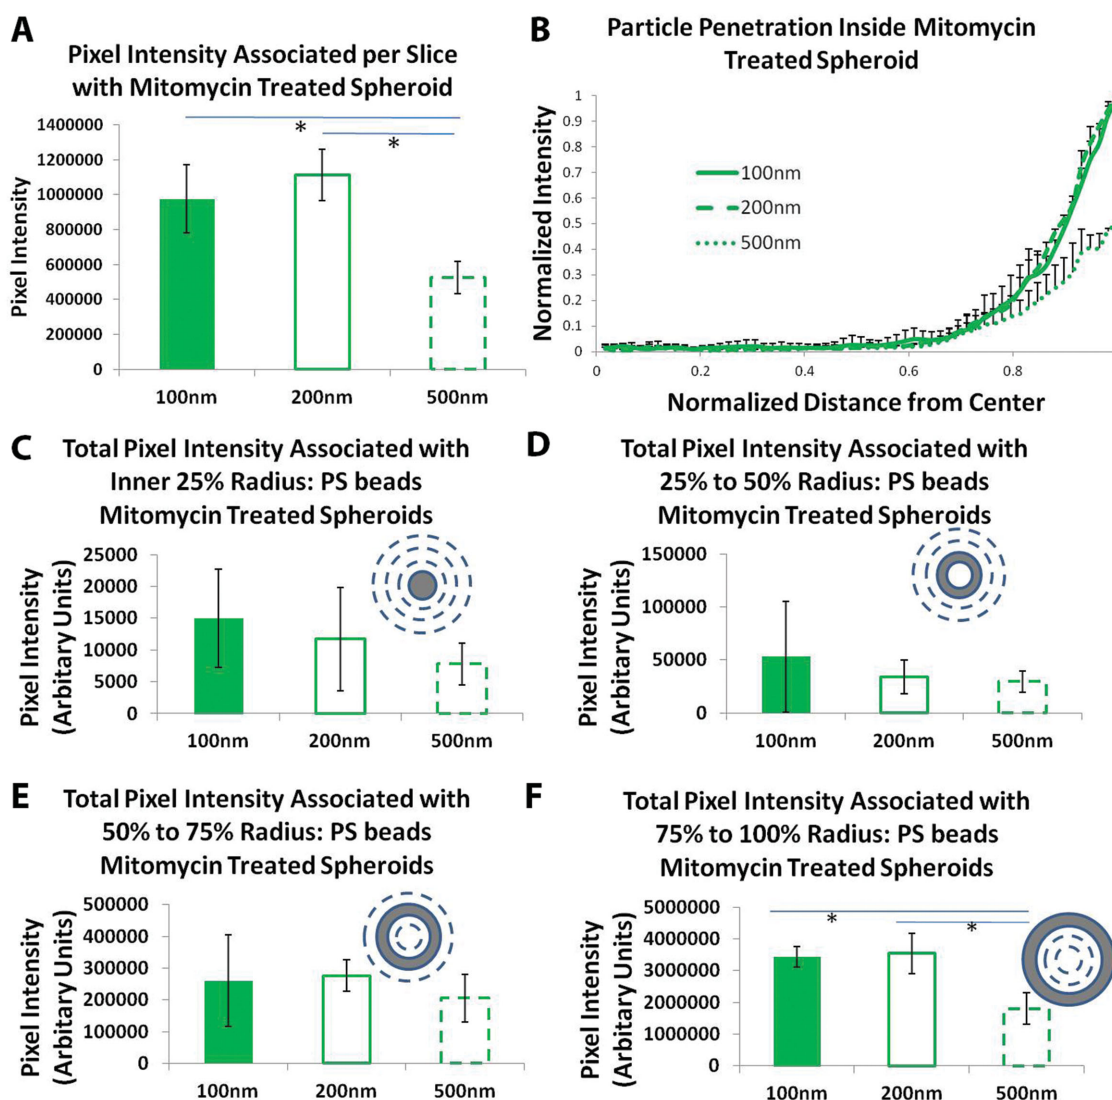 A
Pixel Intensity Associated per Slice
with Mitomycin Treated Spheroid
1400000
1200000
1000000
800000
600000
400000
200000
0
Pixel Intensity
*
*
100nm
200nm
500nm
B
Particle Penetration Inside Mitomycin
Treated Spheroid
1
0.9
0.8
0.7
0.6
0.5
0.4
0.3
0.2
0.1
0
Normalized Intensity
100nm
200nm
500nm
0
0.2
0.4
0.6
0.8
Normalized Distance from Center
C
Total Pixel Intensity Associated with
Inner 25% Radius: PS beads
Mitomycin Treated Spheroids
25000
20000
15000
10000
5000
0
Pixel Intensity
(Arbitary Units)
100nm
200nm
500nm
D
Total Pixel Intensity Associated with
25% to 50% Radius: PS beads
Mitomycin Treated Spheroids
150000
100000
50000
0
Pixel Intensity
(Arbitary Units)
100nm
200nm
500nm
E
Total Pixel Intensity Associated with
50% to 75% Radius: PS beads
Mitomycin Treated Spheroids
500000
400000
300000
200000
100000
0
Pixel Intensity
(Arbitary Units)
100nm
200nm
500nm
F
Total Pixel Intensity Associated with
75% to 100% Radius: PS beads
Mitomycin Treated Spheroids
5000000
4000000
3000000
2000000
1000000
0
Pixel Intensity
(Arbitary Units)
*
*
100nm
200nm
500nm